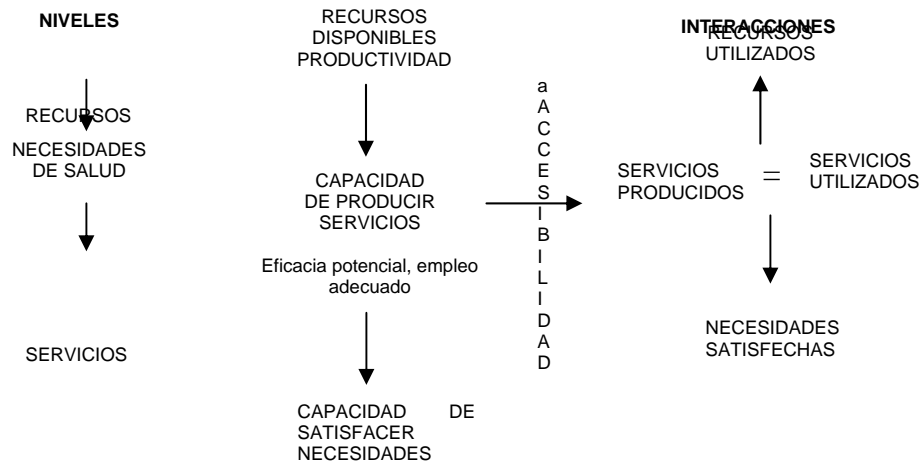 NIVELES
RECURSOS
NECESIDADES
DE SALUD
SERVICIOS
RECURSOS
DISPONIBLES
PRODUCTIVIDAD
CAPACIDAD
DE PRODUCIR
SERVICIOS
Eficacia potencial, empleo
adecuado
CAPACIDAD DE
SATISFACER
NECESIDADES
a
A
C
C
E
S
I
B
I
L
I
D
A
D
INTERACCIONES
RECURSOS
UTILIZADOS
SERVICIOS
PRODUCIDOS
=
SERVICIOS
UTILIZADOS
NECESIDADES
SATISFECHAS